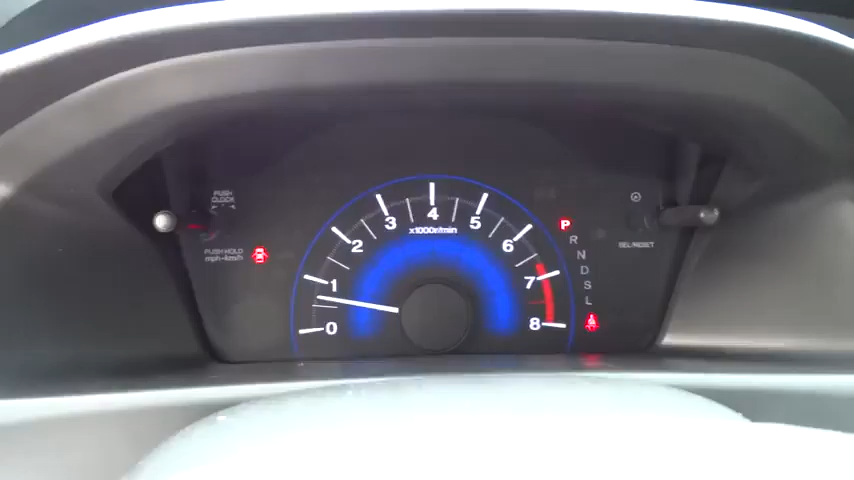 PUSH
CLOCK
PUSH HOLD
mph↔km/h
0
1
2
3
4
5
6
7
8
x1000r/min
P
R
N
D
S
L
SEL/RESET